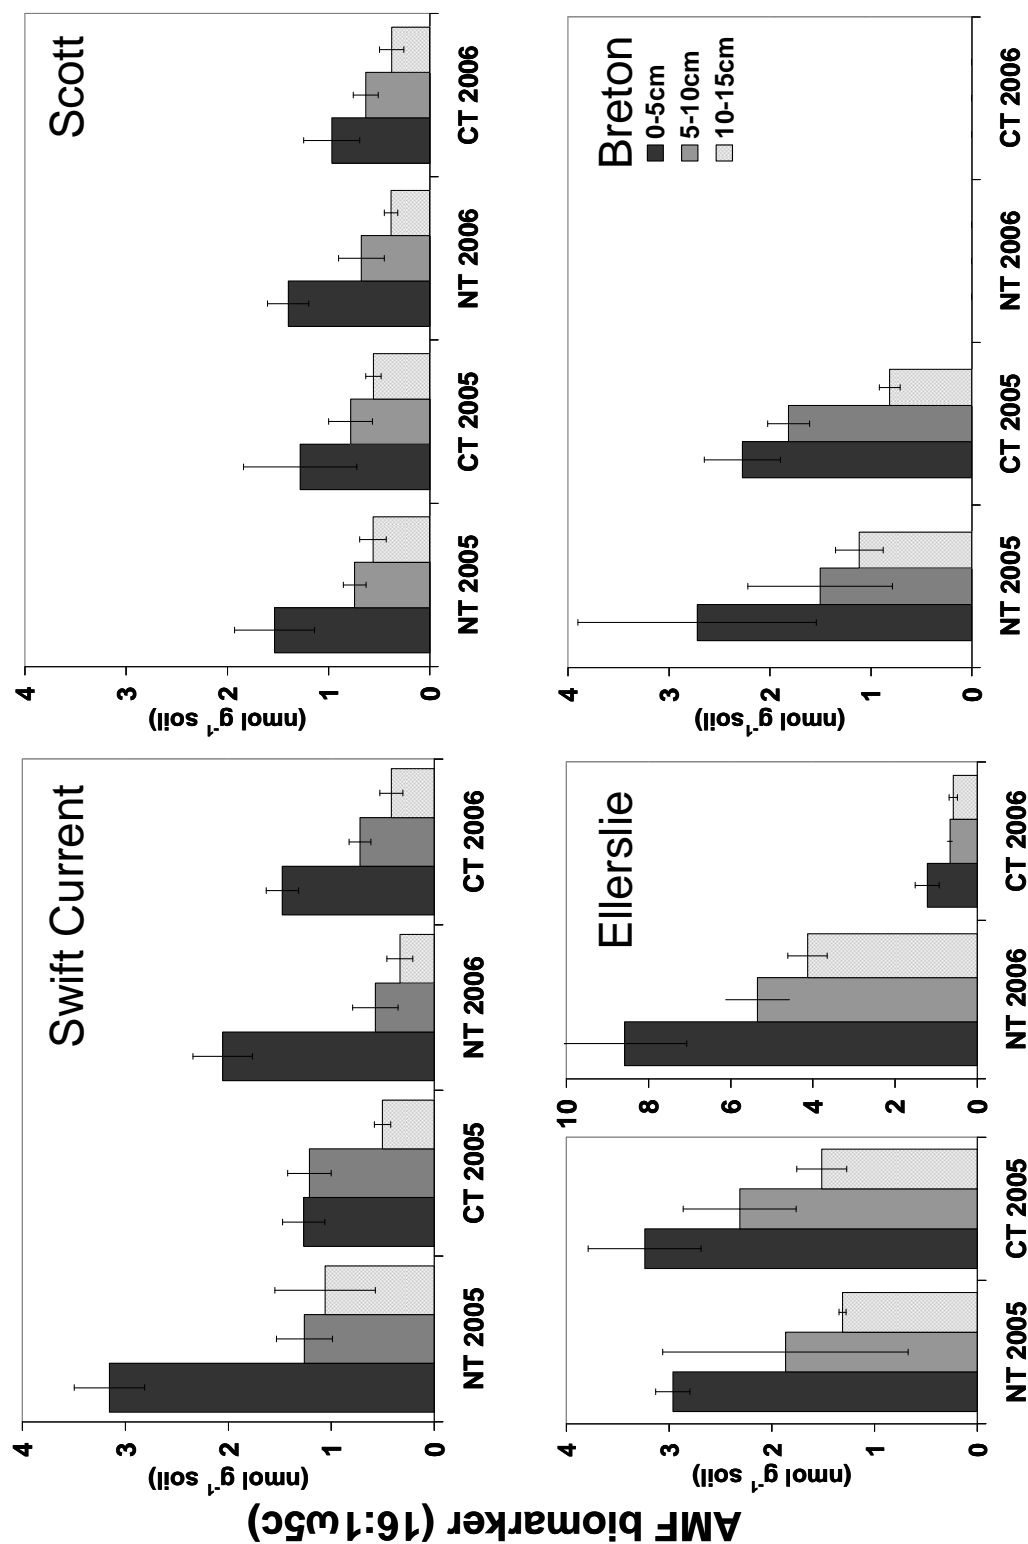 AMF biomarker (16:1ω5c)
Swift Current
(nmol g-1 soil)
4
3
2
1
0
NT 2005 CT 2005 NT 2006 CT 2006
Scott
(nmol g-1 soil)
4
3
2
1
0
NT 2005 CT 2005 NT 2006 CT 2006
Ellerslie
(nmol g-1 soil)
4
3
2
1
0
NT 2005 CT 2005
10
8
6
4
2
0
NT 2006 CT 2006
Breton
0-5cm
5-10cm
10-15cm
(nmol g-1soil)
4
3
2
1
0
NT 2005 CT 2005 NT 2006 CT 2006